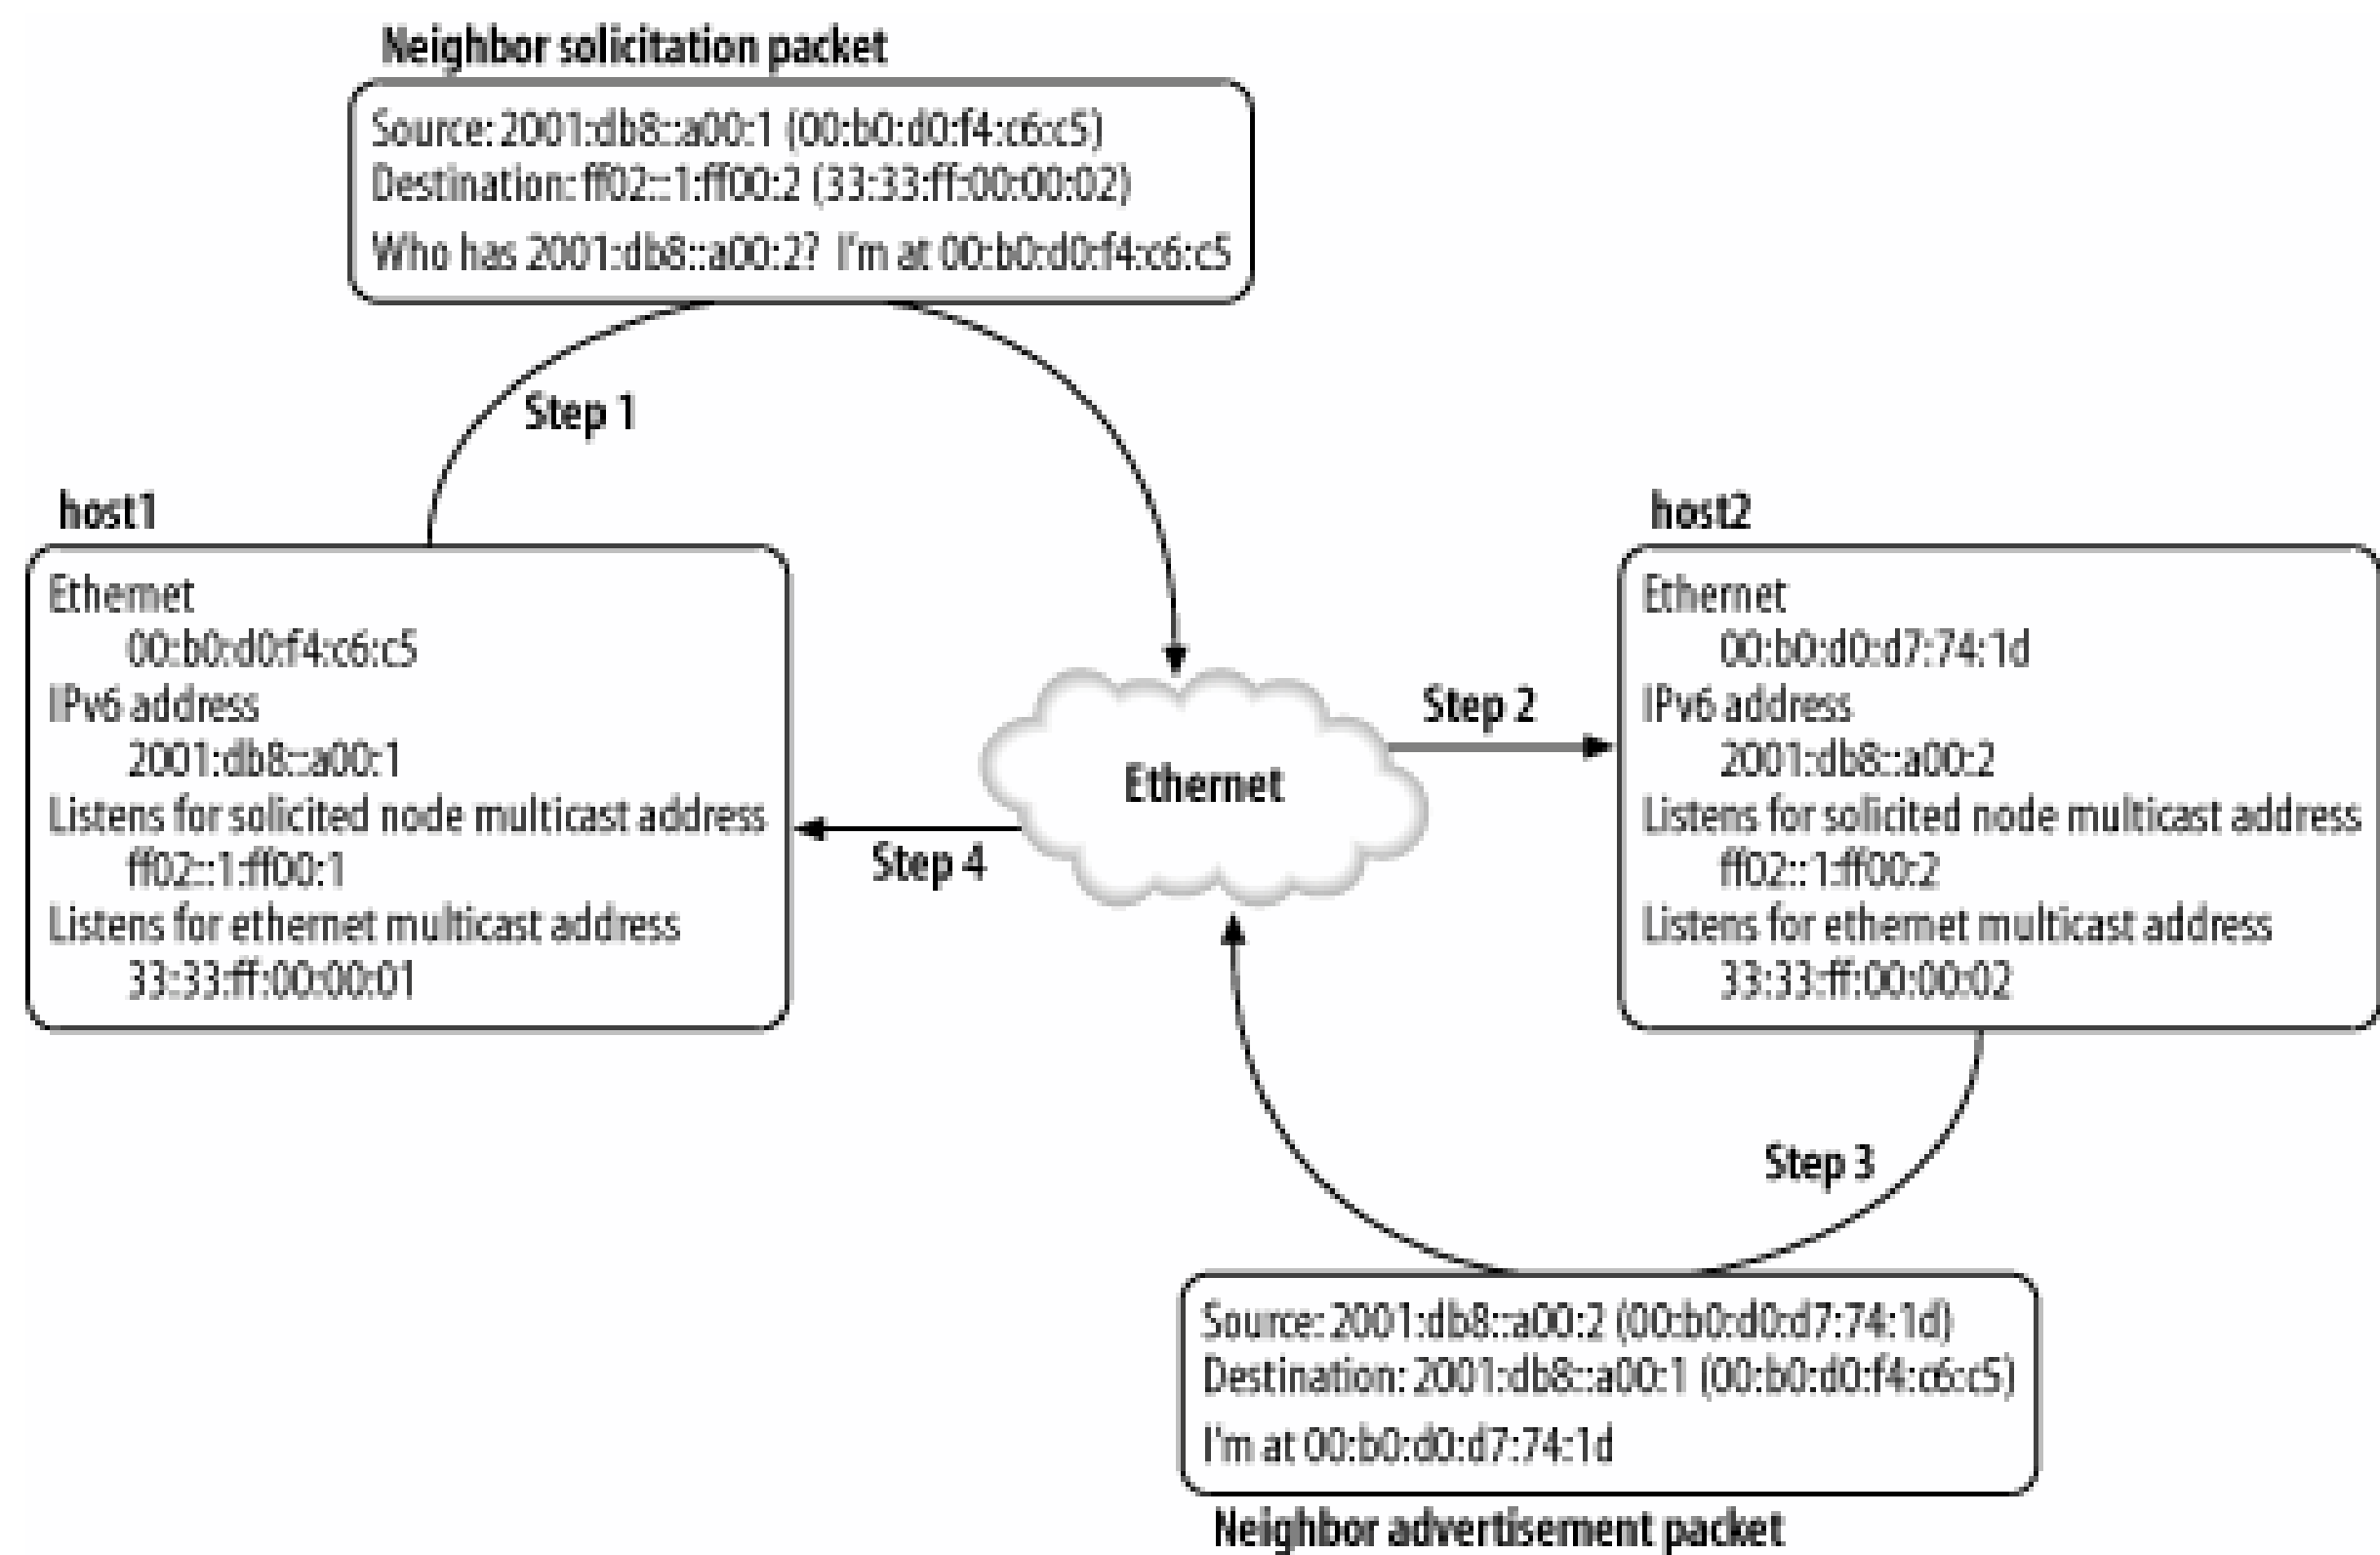 Neighbor solicitation packet
Source: 2001:db8::a00:1 (00:b0:d0:f4:c6:c5)
Destination: ff02::1:ff00:2 (33:33:ff:00:00:02)
Who has 2001:db8::a00:2? I'm at 00:b0:d0:f4:c6:c5
Step 1
host1
Ethernet
00:b0:d0:f4:c6:c5
IPv6 address
2001:db8::a00:1
Listens for solicited node multicast address
ff02::1:ff00:1
Listens for ethernet multicast address
33:33:ff:00:00:01
Ethernet
Step 2
Step 4
host2
Ethernet
00:b0:d0:d7:74:1d
IPv6 address
2001:db8::a00:2
Listens for solicited node multicast address
ff02::1:ff00:2
Listens for ethernet multicast address
33:33:ff:00:00:02
Step 3
Source: 2001:db8::a00:2 (00:b0:d0:d7:74:1d)
Destination: 2001:db8::a00:1 (00:b0:d0:f4:c6:c5)
I'm at 00:b0:d0:d7:74:1d
Neighbor advertisement packet